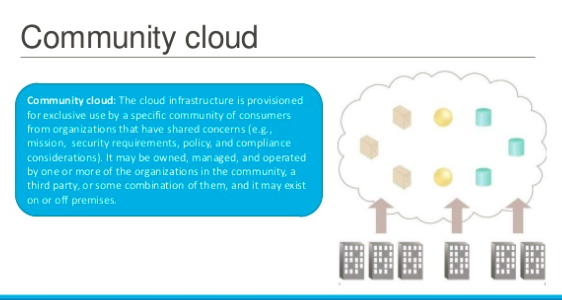 Community cloud
Community cloud: The cloud infrastructure is provisioned
for exclusive use by a specific community of consumers
from organizations that have shared concerns (e.g.,
mission, security requirements, policy, and compliance
considerations). It may be owned, managed, and operated
by one or more of the organizations in the community, a
third party, or some combination of them, and it may exist
on or off premises.